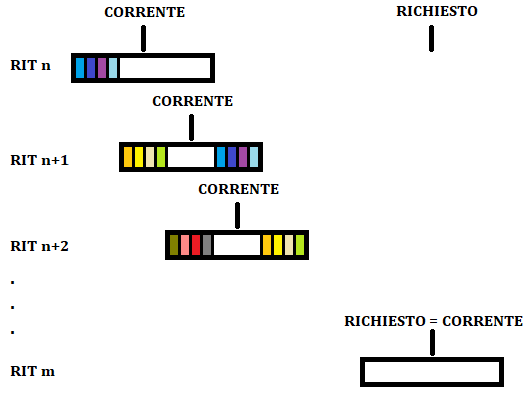 CORRENTE RICHIESTO
RIT n
CORRENTE
RIT n+1
CORRENTE
RIT n+2
.
.
.
RICHIESTO = CORRENTE
RIT m